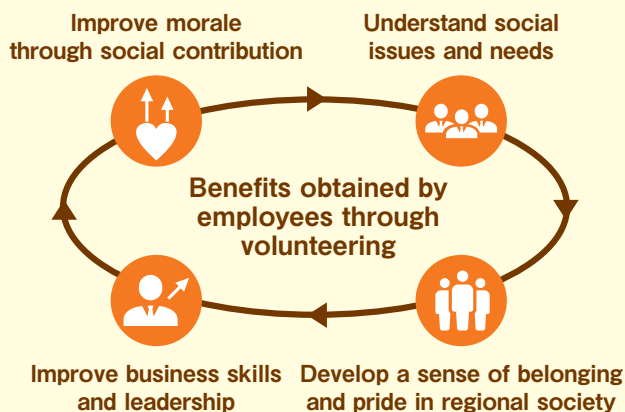 Improve morale
through social contribution
Understand social
issues and needs
Benefits obtained by
employees through
volunteering
Improve business skills
and leadership
Develop a sense of belonging
and pride in regional society